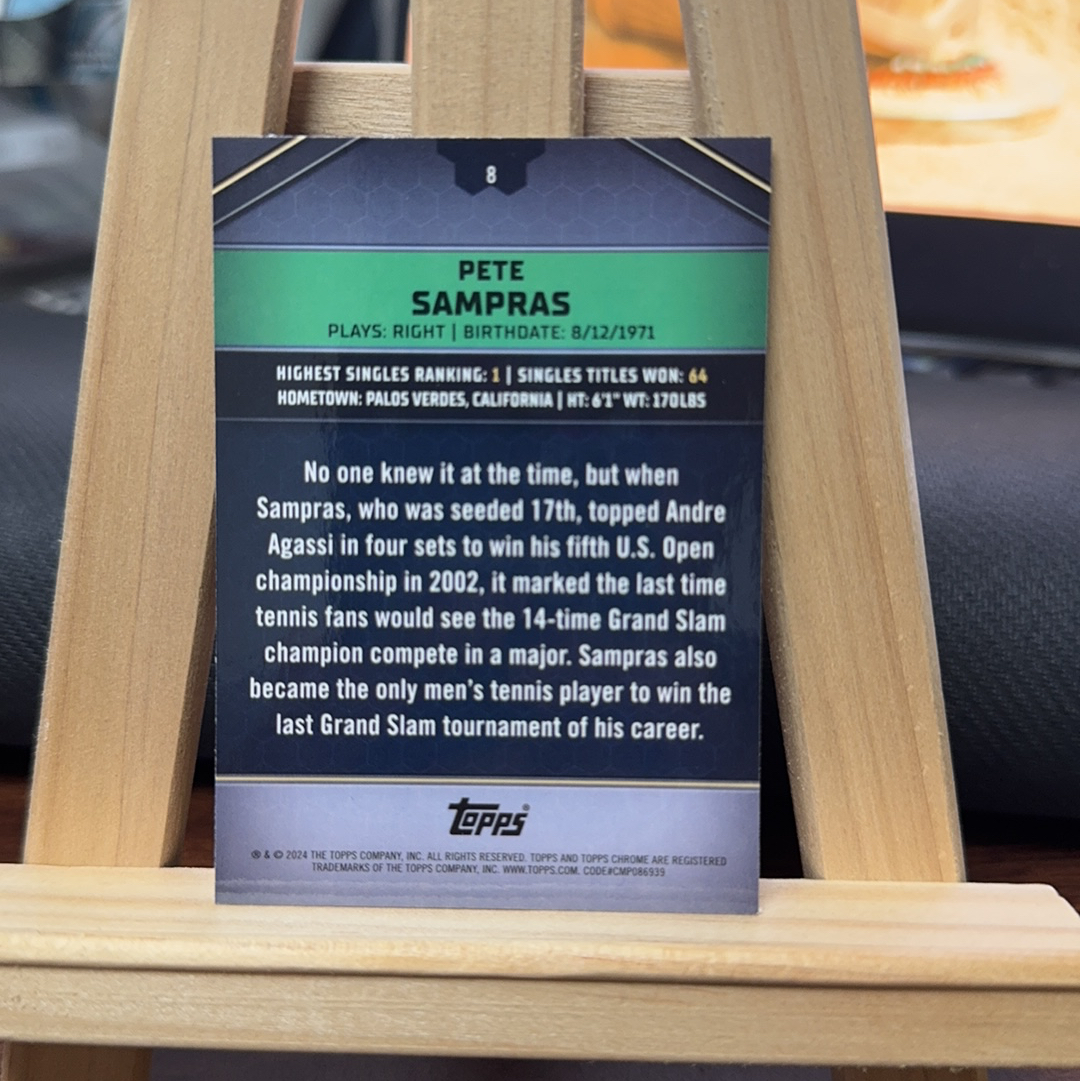 8
PETE
SAMPRAS
PLAYS: RIGHT | BIRTHDATE: 8/12/1971
HIGHEST SINGLES RANKING: 1 | SINGLES TITLES WON: 64
HOMETOWN: PALOS VERDES, CALIFORNIA | HT: 6'1" WT: 170LBS
No one knew it at the time, but when
Sampras, who was seeded 17th, topped Andre
Agassi in four sets to win his fifth U.S. Open
championship in 2002, it marked the last time
tennis fans would see the 14-time Grand Slam
champion compete in a major. Sampras also
became the only men's tennis player to win the
last Grand Slam tournament of his career.
topps®
® & © 2024 THE TOPPS COMPANY, INC. ALL RIGHTS RESERVED. TOPPS AND TOPPS CHROME ARE REGISTERED
TRADEMARKS OF THE TOPPS COMPANY, INC. WWW.TOPPS.COM. CODE#CMP086939